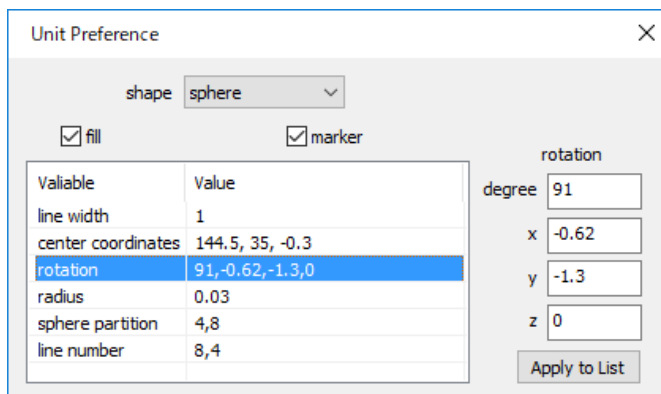 Unit Preference
shape sphere
fill marker
rotation
Valiable Value
degree 91
line width 1
center coordinates 144.5, 35, -0.3
x -0.62
rotation 91,-0.62,-1.3,0
y -1.3
radius 0.03
sphere partition 4,8
z 0
line number 8,4
Apply to List